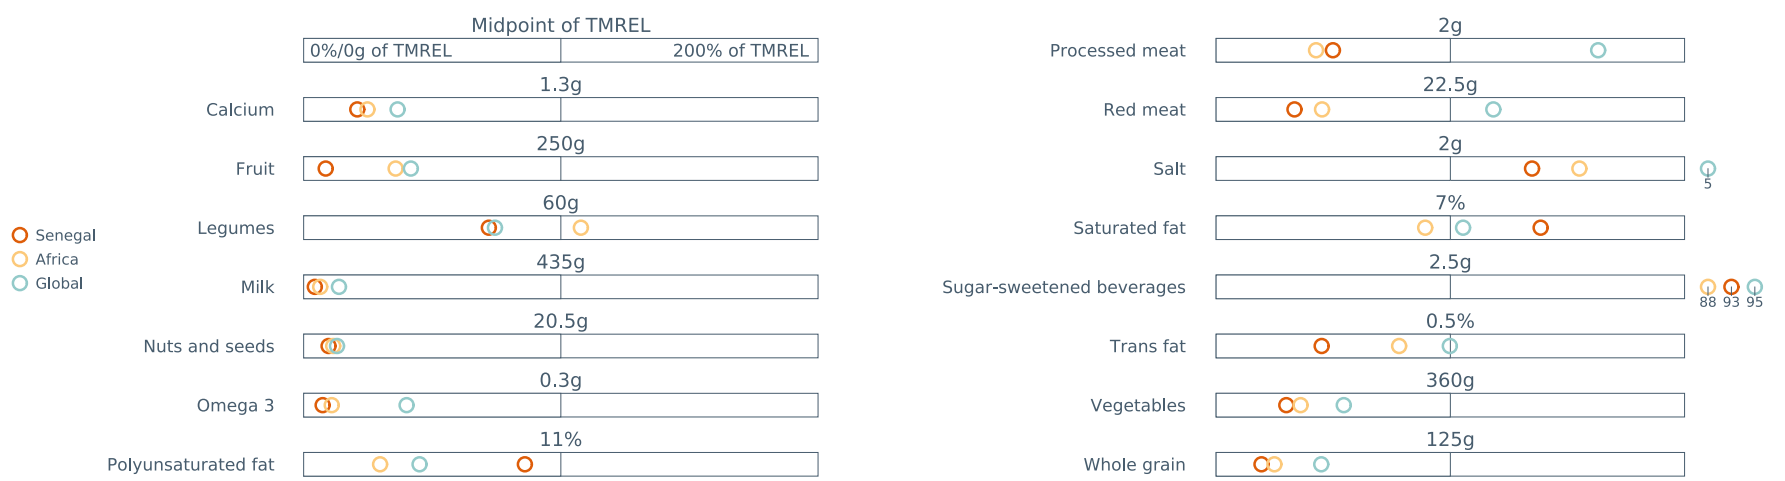 Midpoint of TMREL
0%/0g of TMREL 200% of TMREL
1.3g
Calcium
250g
Fruit
60g
Legumes
435g
Milk
20.5g
Nuts and seeds
0.3g
Omega 3
11%
Polyunsaturated fat
Senegal
Africa
Global
2g
Processed meat
22.5g
Red meat
2g
Salt
5
7%
Saturated fat
2.5g
Sugar-sweetened beverages
88 93 95
0.5%
Trans fat
360g
Vegetables
125g
Whole grain